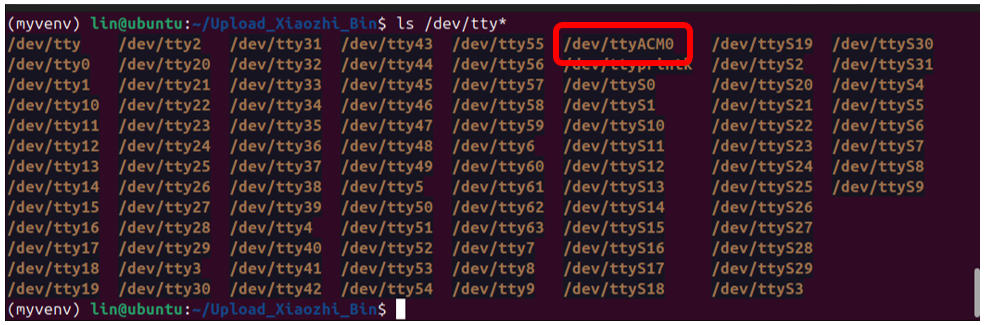 (myvenv) lin@ubuntu:~/Upload_Xiaozhi_Bin$ ls /dev/tty*
/dev/tty /dev/tty2 /dev/tty31 /dev/tty43 /dev/tty55 /dev/ttyACM0 /dev/ttyS19 /dev/ttyS30
/dev/tty0 /dev/tty20 /dev/tty32 /dev/tty44 /dev/tty56 /dev/ttyprintk /dev/ttyS2 /dev/ttyS31
/dev/tty1 /dev/tty21 /dev/tty33 /dev/tty45 /dev/tty57 /dev/ttyS0 /dev/ttyS20 /dev/ttyS4
/dev/tty10 /dev/tty22 /dev/tty34 /dev/tty46 /dev/tty58 /dev/ttyS1 /dev/ttyS21 /dev/ttyS5
/dev/tty11 /dev/tty23 /dev/tty35 /dev/tty47 /dev/tty59 /dev/ttyS10 /dev/ttyS22 /dev/ttyS6
/dev/tty12 /dev/tty24 /dev/tty36 /dev/tty48 /dev/tty6 /dev/ttyS11 /dev/ttyS23 /dev/ttyS7
/dev/tty13 /dev/tty25 /dev/tty37 /dev/tty49 /dev/tty60 /dev/ttyS12 /dev/ttyS24 /dev/ttyS8
/dev/tty14 /dev/tty26 /dev/tty38 /dev/tty5 /dev/tty61 /dev/ttyS13 /dev/ttyS25 /dev/ttyS9
/dev/tty15 /dev/tty27 /dev/tty39 /dev/tty50 /dev/tty62 /dev/ttyS14 /dev/ttyS26
/dev/tty16 /dev/tty28 /dev/tty4 /dev/tty51 /dev/tty63 /dev/ttyS15 /dev/ttyS27
/dev/tty17 /dev/tty29 /dev/tty40 /dev/tty52 /dev/tty7 /dev/ttyS16 /dev/ttyS28
/dev/tty18 /dev/tty3 /dev/tty41 /dev/tty53 /dev/tty8 /dev/ttyS17 /dev/ttyS29
/dev/tty19 /dev/tty30 /dev/tty42 /dev/tty54 /dev/tty9 /dev/ttyS18 /dev/ttyS3
(myvenv) lin@ubuntu:~/Upload_Xiaozhi_Bin$